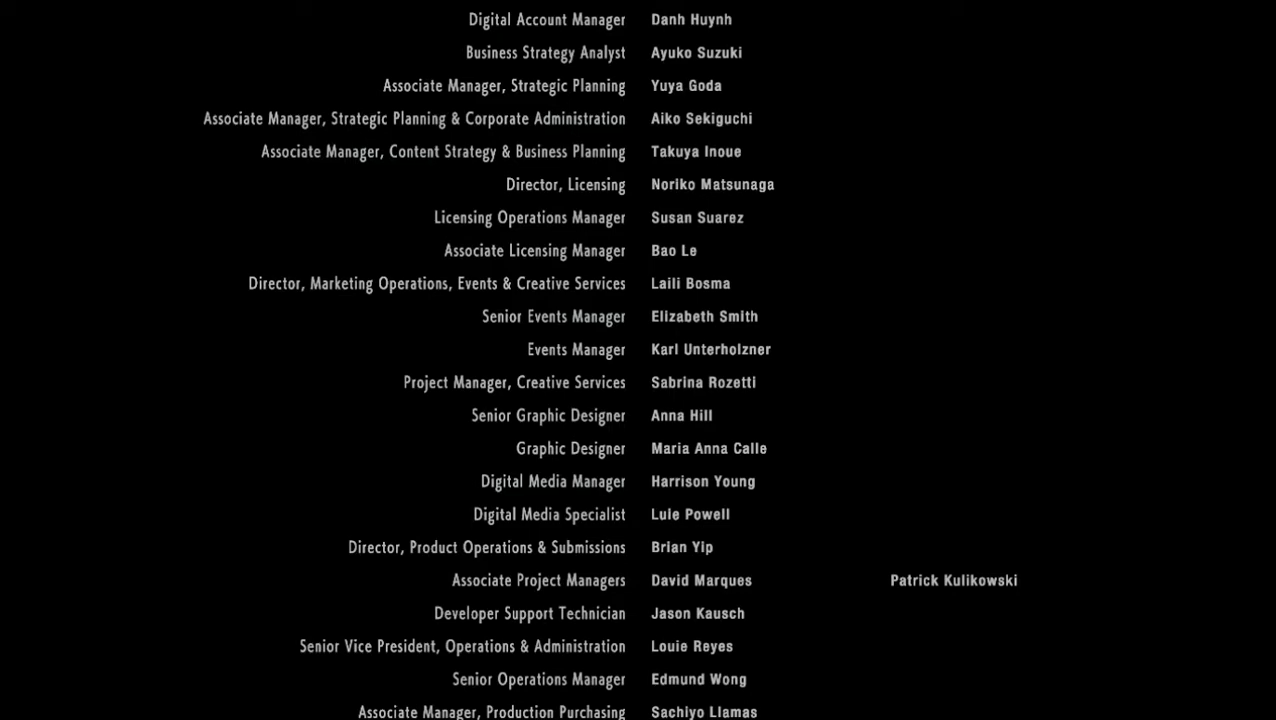 Digital Account Manager Danh Huynh
Business Strategy Analyst Ayuko Suzuki
Associate Manager, Strategic Planning Yuya Goda
Associate Manager, Strategic Planning & Corporate Administration Aiko Sekiguchi
Associate Manager, Content Strategy & Business Planning Takuya Inoue
Director, Licensing Noriko Matsunaga
Licensing Operations Manager Susan Suarez
Associate Licensing Manager Bao Le
Director, Marketing Operations, Events & Creative Services Laili Bosma
Senior Events Manager Elizabeth Smith
Events Manager Karl Unterholzner
Project Manager, Creative Services Sabrina Rozetti
Senior Graphic Designer Anna Hill
Graphic Designer Maria Anna Calle
Digital Media Manager Harrison Young
Digital Media Specialist Lule Powell
Director, Product Operations & Submissions Brian Yip
Associate Project Managers David Marques Patrick Kulikowski
Developer Support Technician Jason Kausch
Senior Vice President, Operations & Administration Louie Reyes
Senior Operations Manager Edmund Wong
Associate Manager, Production Purchasing Sachiyo Llamas